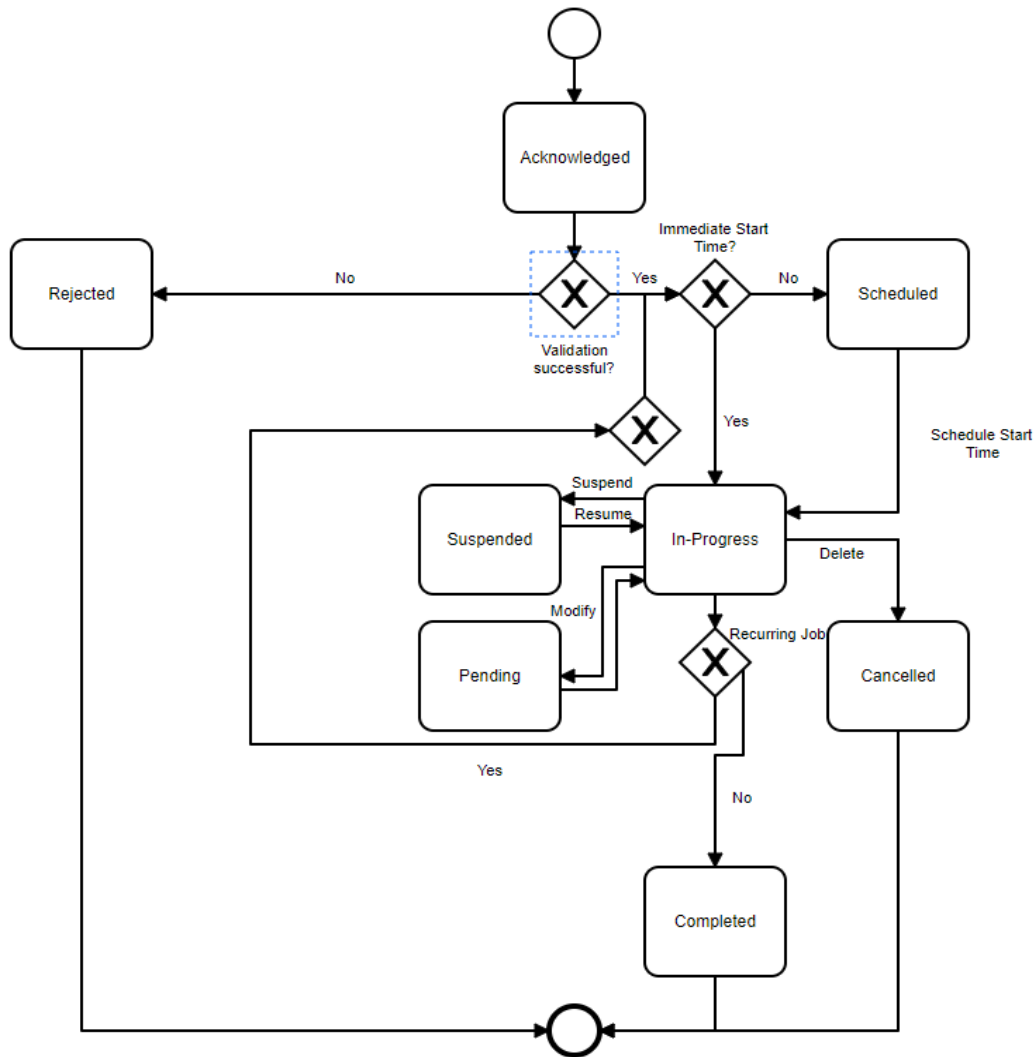 Acknowledged
Immediate Start
Time?
Rejected
No
Yes
No
Scheduled
Validation
successful?
Yes
Schedule Start
Time
Suspend
Resume
Suspended
In-Progress
Delete
Modify
Recurring Job
Pending
Cancelled
Yes
No
Completed